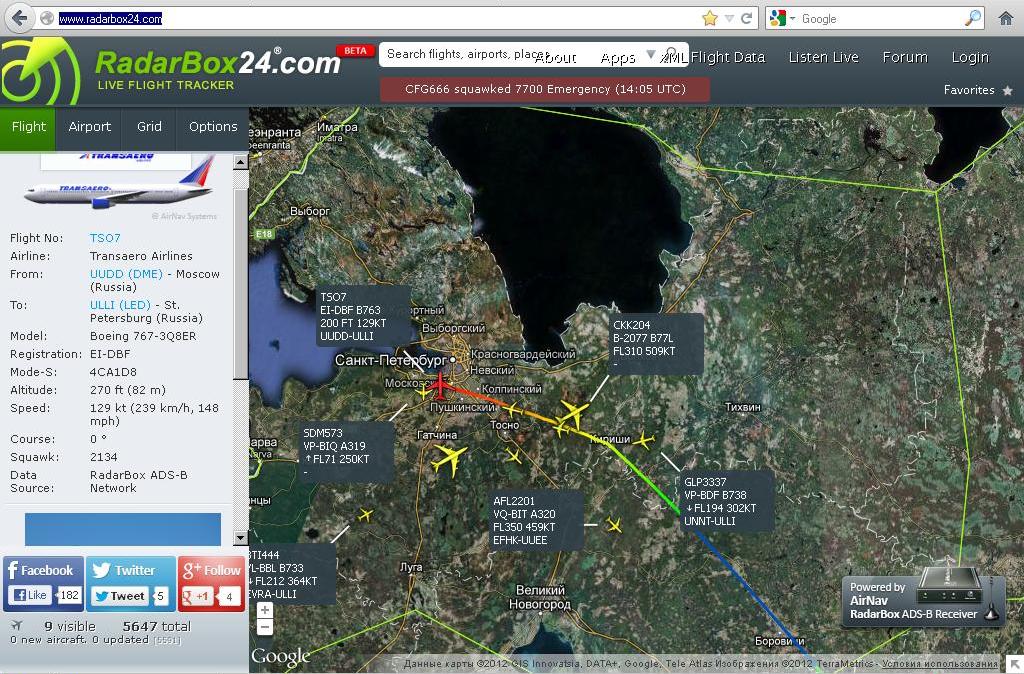 www.radarbox24.com
Google
RadarBox24.com®
LIVE FLIGHT TRACKER
BETA
Search flights, airports, places
About
Apps
XML Flight Data
Listen Live
Forum
Login
CFG666 squawked 7700 Emergency (14:05 UTC)
Favorites
Flight
Airport
Grid
Options
TRANSAERO
TRANSAERO
© AirNav Systems
Flight No: TSO7
Airline: Transaero Airlines
From: UUDD (DME) - Moscow
(Russia)
To: ULLI (LED) - St.
Petersburg (Russia)
Model: Boeing 767-3Q8ER
Registration: EI-DBF
Mode-S: 4CA1D8
Altitude: 270 ft (82 m)
Speed: 129 kt (239 km/h, 148
mph)
Course: 0 °
Squawk: 2134
Data RadarBox ADS-B
Source: Network
Facebook
Like
182
Twitter
Tweet
5
g+ Follow
+1
4
9 visible 5647 total
0 new aircraft. 0 updated [5591]
Иматра
Imatra
Выборг
E18
TSO7
EI-DBF B763
200 FT 129KT
UUDD-ULLI
Выборгский
Санкт-Петербург
Красногвардейский
Невский
Колпинский
Пушкинский
Гатчина
Тосно
Кириши
Тихвин
CKK204
B-2077 B77L
FL310 509KT
-
SDM573
VP-BIQ A319
↑FL71 250KT
-
Narva
GLP3337
VP-BDF B738
↓FL194 302KT
UNNT-ULLI
AFL2201
VQ-BIT A320
FL350 459KT
EFHK-UUEE
BTI444
YL-BBL B733
↓FL212 364KT
EVRA-ULLI
Луга
Великий
Новгород
Боровичи
+
-
Powered by
AirNav
RadarBox ADS-B Receiver
Google
Данные карты ©2012 GIS Innovatsia, DATA+, Google, Tele Atlas Изображения ©2012 TerraMetrics - Условия использования